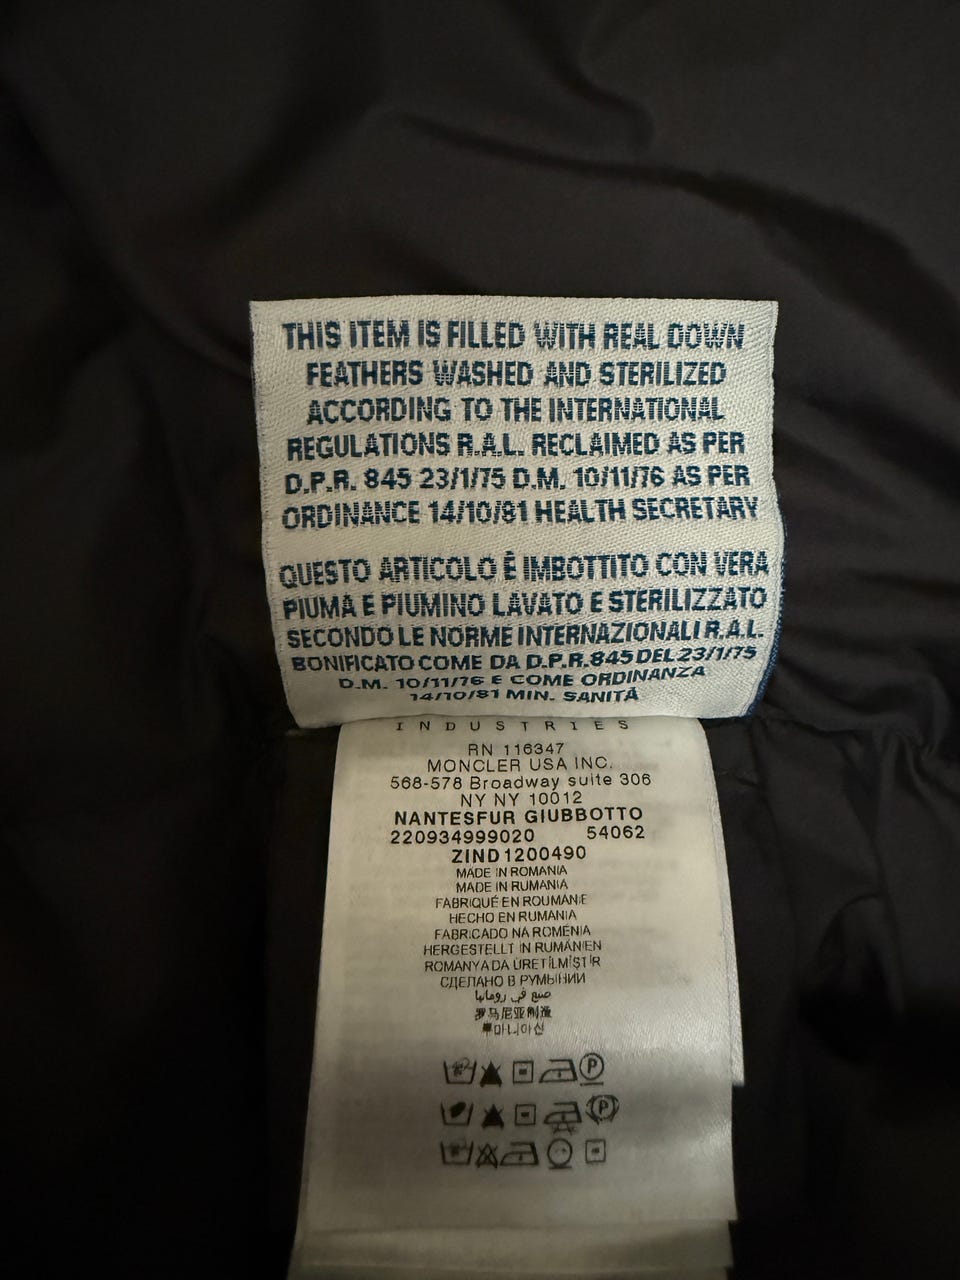 THIS ITEM IS FILLED WITH REAL DOWN
FEATHERS WASHED AND STERILIZED
ACCORDING TO THE INTERNATIONAL
REGULATIONS R.A.L. RECLAIMED AS PER
D.P.R. 845 23/1/75 D.M. 10/11/76 AS PER
ORDINANCE 14/10/81 HEALTH SECRETARY
QUESTO ARTICOLO È IMBOTTITO CON VERA
PIUMA E PIUMINO LAVATO E STERILIZZATO
SECONDO LE NORME INTERNAZIONALI R.A.L.
BONIFICATO COME DA D.P.R.845 DEL 23/1/75
D.M. 10/11/76 E COME ORDINANZA
14/10/81 MIN. SANITÀ
INDUSTRIES
RN 116347
MONCLER USA INC.
568-578 Broadway suite 306
NY NY 10012
NANTESFUR GIUBBOTTO
220934999020 54062
ZIND1200490
MADE IN ROMANIA
MADE IN RUMANIA
FABRIQUÉ EN ROUMANIE
HECHO EN RUMANIA
FABRICADO NA ROMÉNIA
HERGESTELLT IN RUMÄNIEN
ROMANYADA ÜRETİLMİŞTİR
СДЕЛАНО В РУМЫНИИ
صنع في رومانيا
罗马尼亚制造
루마니아산
P
P